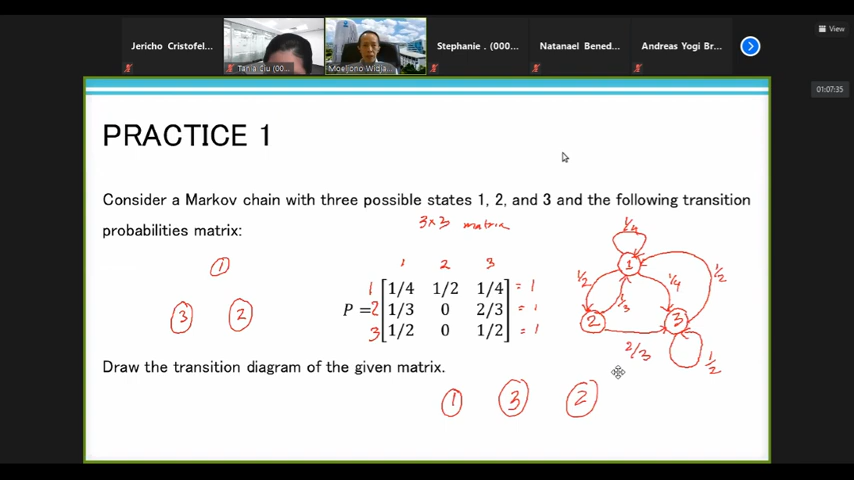 Jericho Cristofel...
Tania Ciu (00...
Moeljono Widja...
Stephanie . (000...
Natanael Bened...
Andreas Yogi Br...
View
01:07:35
PRACTICE 1
Consider a Markov chain with three possible states 1, 2, and 3 and the following transition
probabilities matrix:
3×3 matrix
1 2 3
1 1/4 1/2 1/4 = 1
P = 2 1/3 0 2/3 = 1
3 1/2 0 1/2 = 1
1
3 2
1/4
1
1/2 1/3 1/4 1/2
2 3
2/3 1/2
Draw the transition diagram of the given matrix.
1 3 2